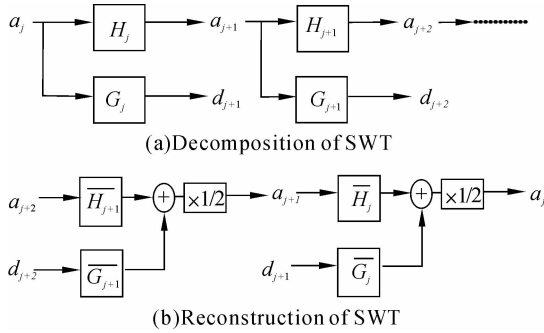 a_j H_j a_{j+1} H_{j+1} a_{j+2}
G_j d_{j+1} G_{j+1} d_{j+2}
(a)Decomposition of SWT
a_{j+2} \overline{H_{j+1}} + ×1/2 a_{j+1} \overline{H_j} + ×1/2 a_j
d_{j+2} \overline{G_{j+1}} d_{j+1} \overline{G_j}
(b)Reconstruction of SWT